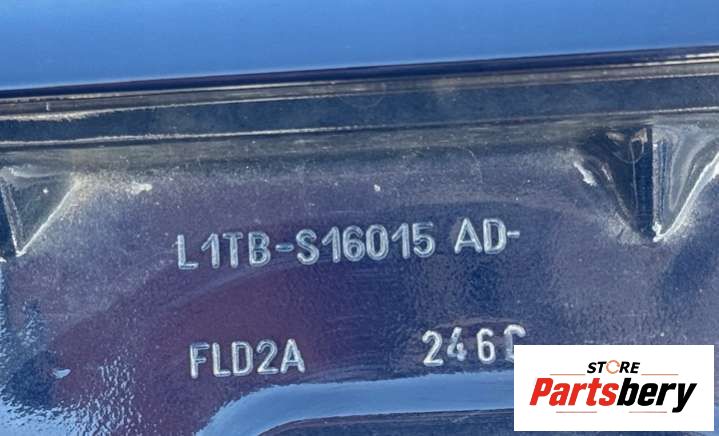 L1TB-S16015 AD-
FLD2A
STORE
Partsbery